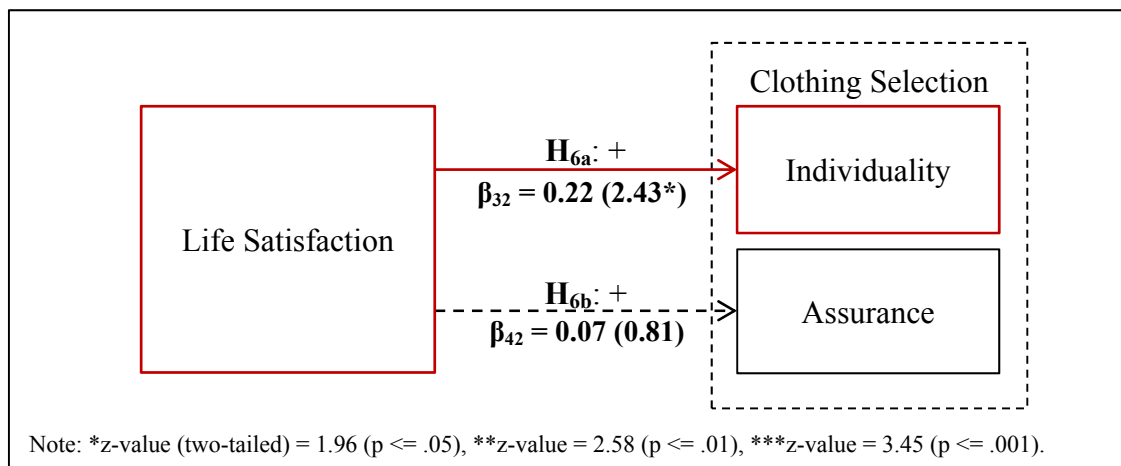 Clothing Selection
H6a: +
β32 = 0.22 (2.43*)
Individuality
Life Satisfaction
H6b: +
β42 = 0.07 (0.81)
Assurance
Note: *z-value (two-tailed) = 1.96 (p <= .05), **z-value = 2.58 (p <= .01), ***z-value = 3.45 (p <= .001).